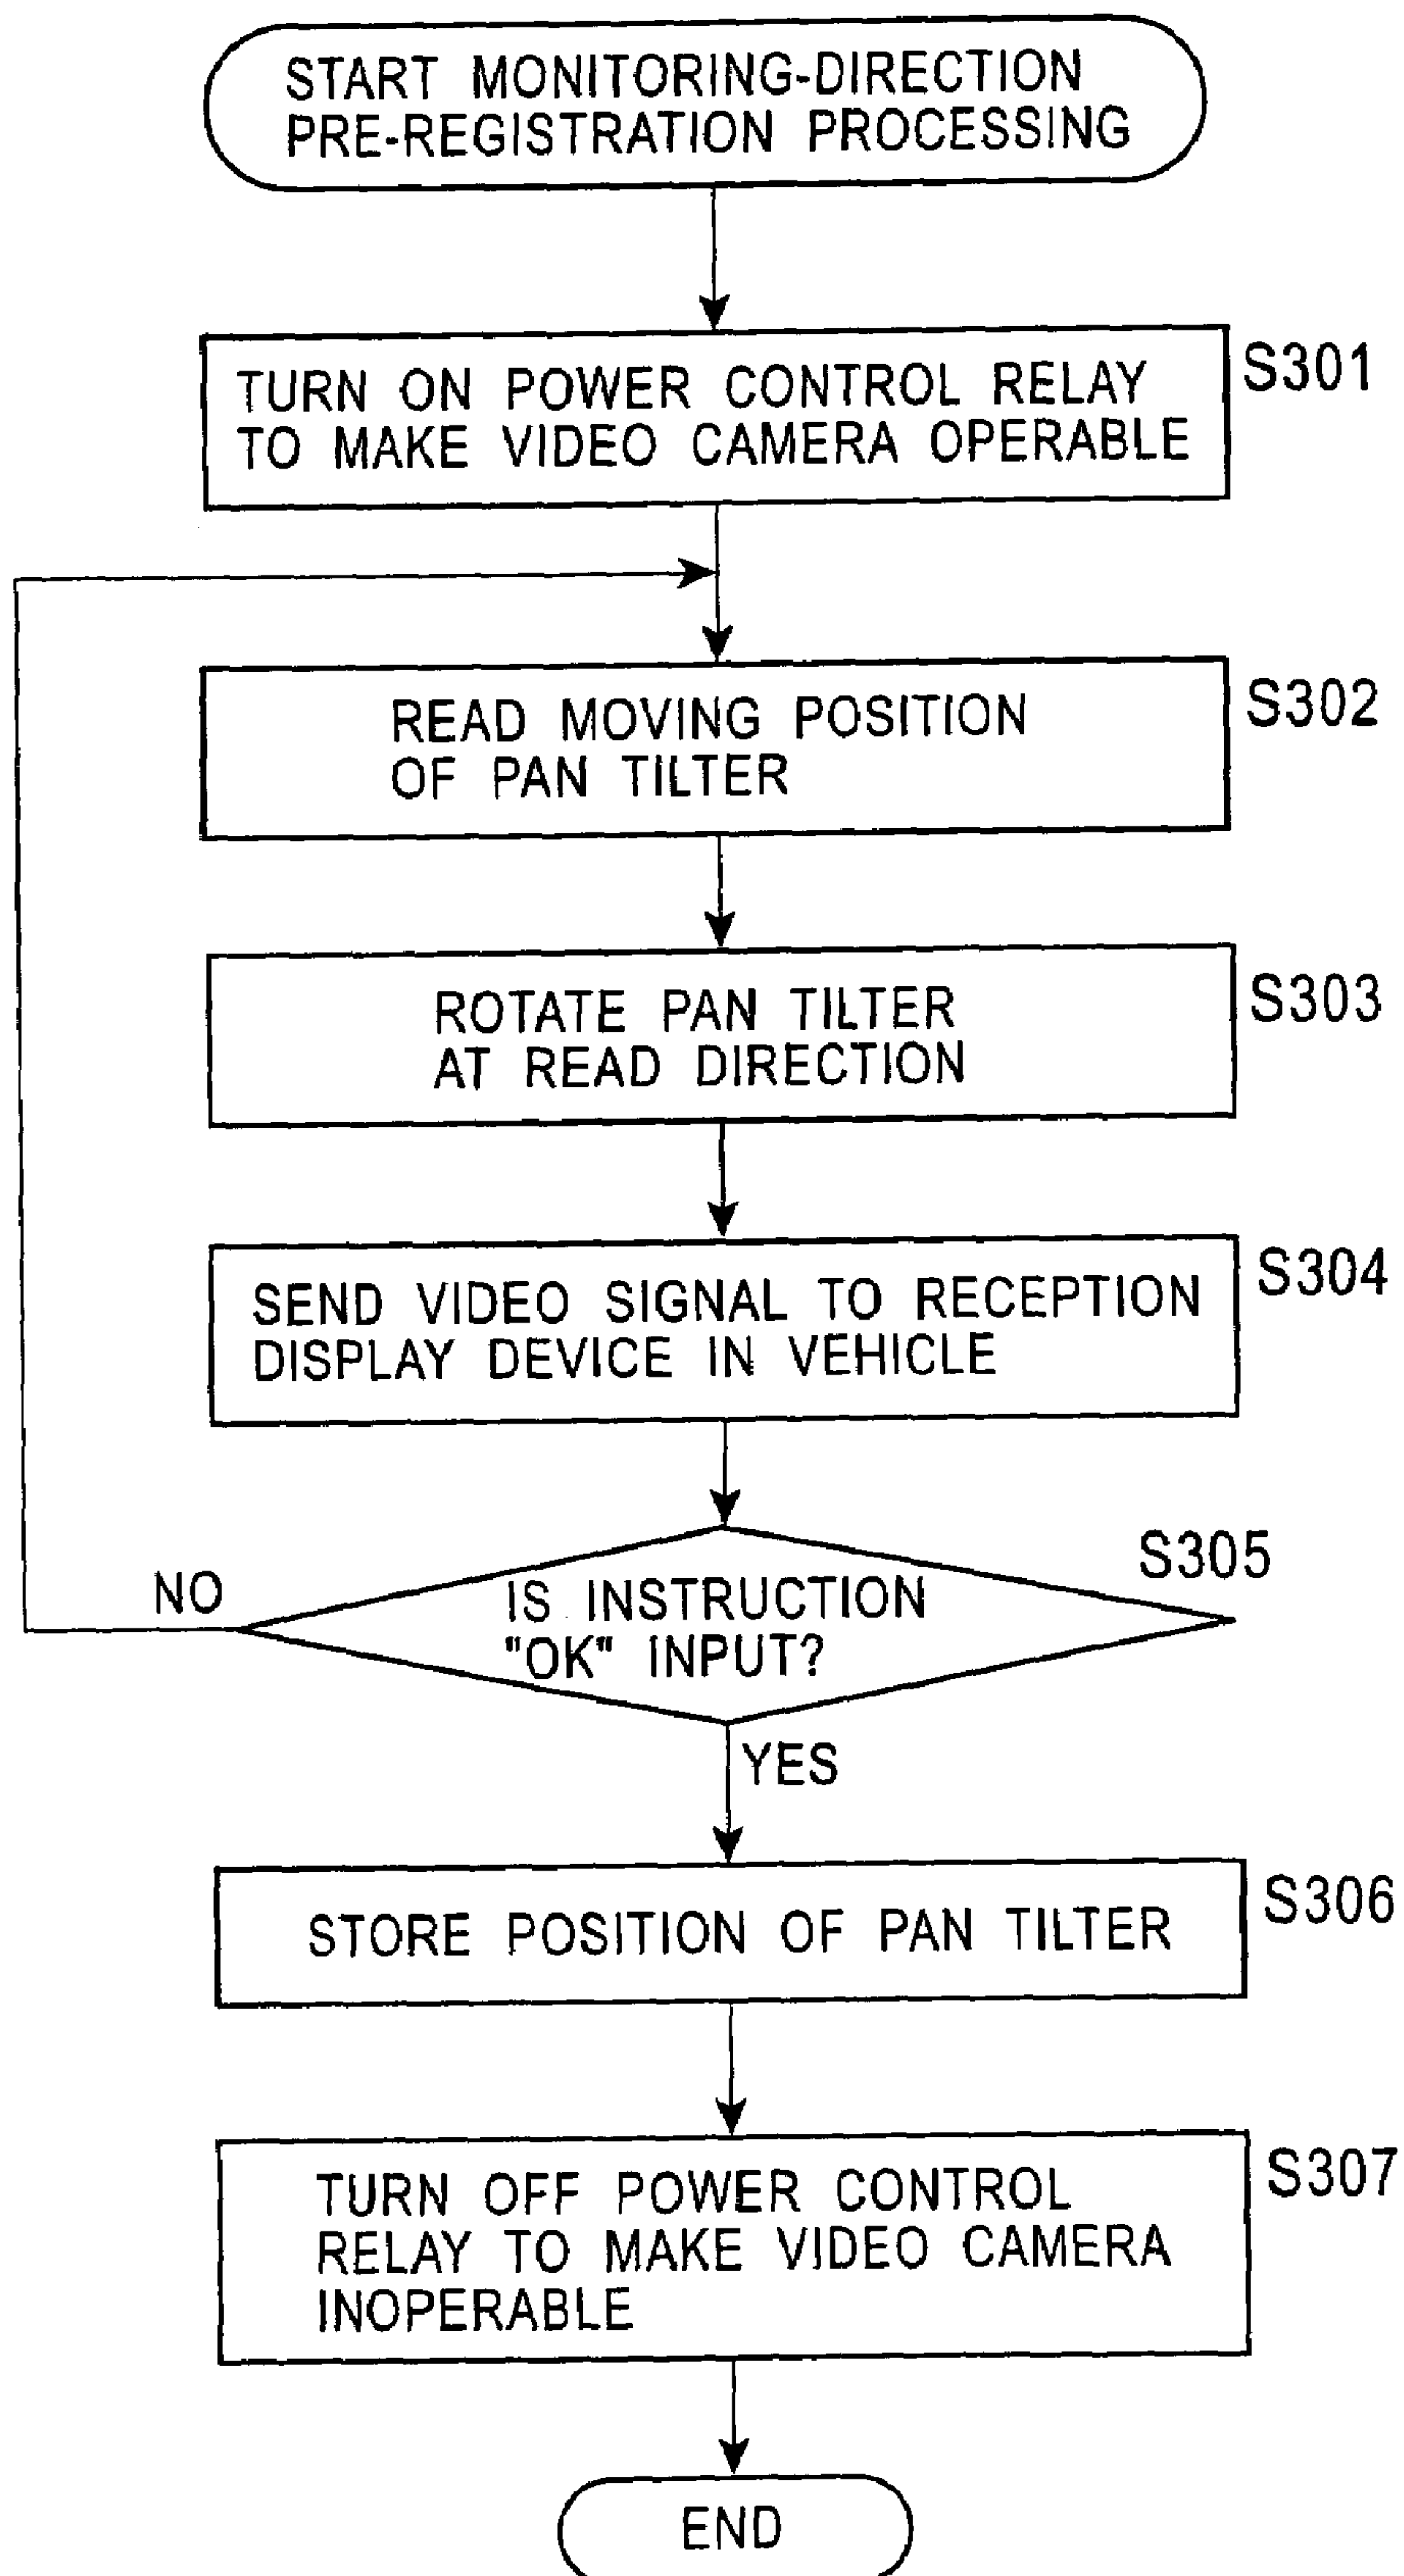 START MONITORING-DIRECTION
PRE-REGISTRATION PROCESSING
TURN ON POWER CONTROL RELAY
TO MAKE VIDEO CAMERA OPERABLE
S301
READ MOVING POSITION
OF PAN TILTER
S302
ROTATE PAN TILTER
AT READ DIRECTION
S303
SEND VIDEO SIGNAL TO RECEPTION
DISPLAY DEVICE IN VEHICLE
S304
IS INSTRUCTION
"OK" INPUT?
S305
NO
YES
STORE POSITION OF PAN TILTER
S306
TURN OFF POWER CONTROL
RELAY TO MAKE VIDEO CAMERA
INOPERABLE
S307
END